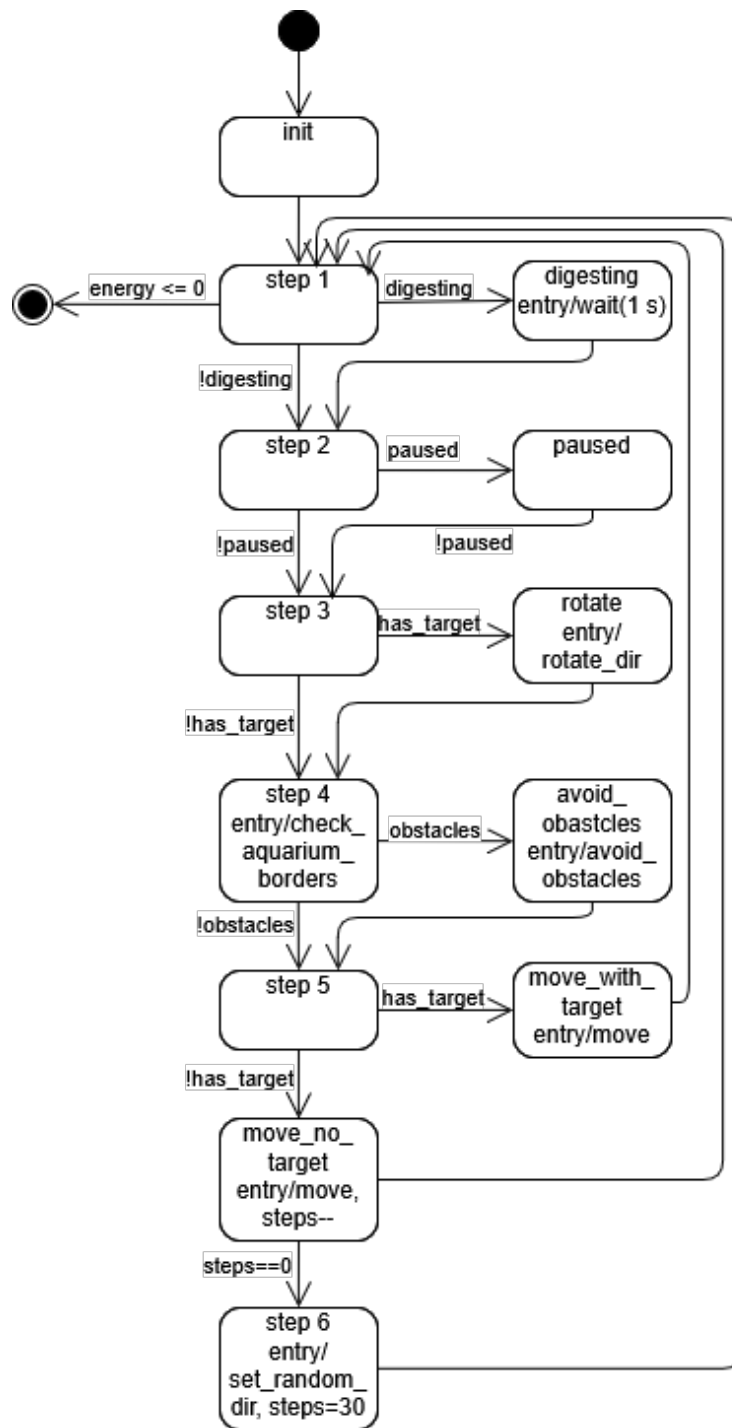 init
step 1
energy <= 0
digesting
digesting
entry/wait(1 s)
!digesting
step 2
paused
paused
!paused
!paused
step 3
has_target
rotate
entry/
rotate_dir
!has_target
step 4
entry/check_
aquarium_
borders
obstacles
avoid_
obastcles
entry/avoid_
obstacles
!obstacles
step 5
has_target
move_with_
target
entry/move
!has_target
move_no_
target
entry/move,
steps--
steps==0
step 6
entry/
set_random_
dir, steps=30